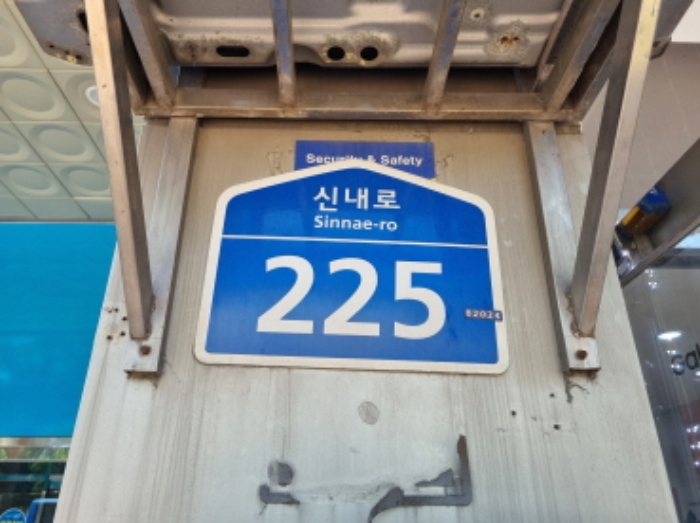 Security & Safety
신내로
Sinnae-ro
225